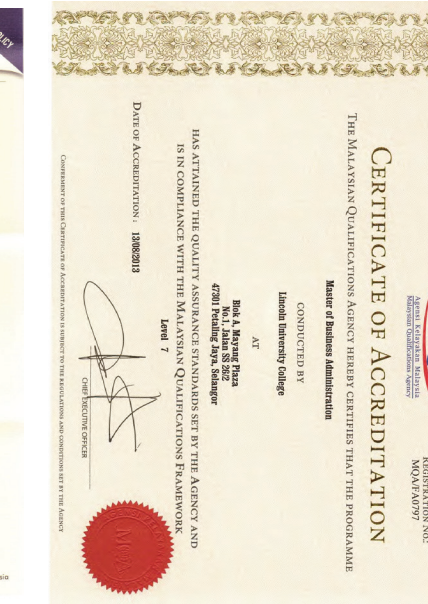 Agensi Kelayakan Malaysia
Malaysian Qualifications Agency
REGISTRATION NO.:
MQA/FA0797
CERTIFICATE OF ACCREDITATION
THE MALAYSIAN QUALIFICATIONS AGENCY HEREBY CERTIFIES THAT THE PROGRAMME
Master of Business Administration
CONDUCTED BY
Lincoln University College
AT
Blok A, Mayang Plaza
No.1, Jalan SS 26/2
47301 Petaling Jaya, Selangor
HAS ATTAINED THE QUALITY ASSURANCE STANDARDS SET BY THE AGENCY AND
IS IN COMPLIANCE WITH THE MALAYSIAN QUALIFICATIONS FRAMEWORK
Level 7
DATE OF ACCREDITATION : 13/08/2013
CHIEF EXECUTIVE OFFICER
MQA
CONFERMENT OF THIS CERTIFICATE OF ACCREDITATION IS SUBJECT TO THE REGULATIONS AND CONDITIONS SET BY THE AGENCY